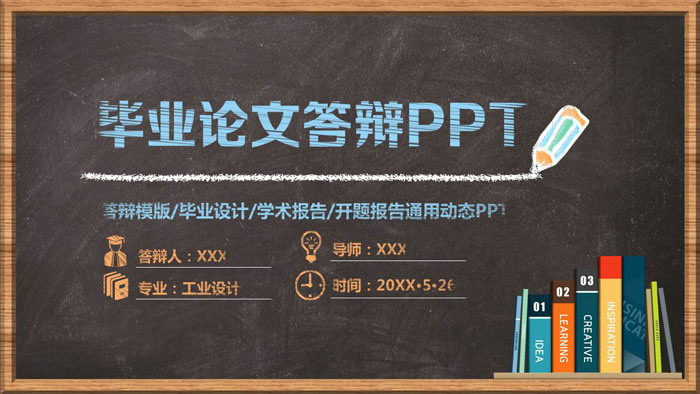 毕业论文答辩PPT
答辩模版/毕业设计/学术报告/开题报告通用动态PPT
答辩人：XXX
导师：XXX
专业：工业设计
时间：20XX·5·26
01
IDEA
02
LEARNING
03
CREATIVE
INSPIRATION